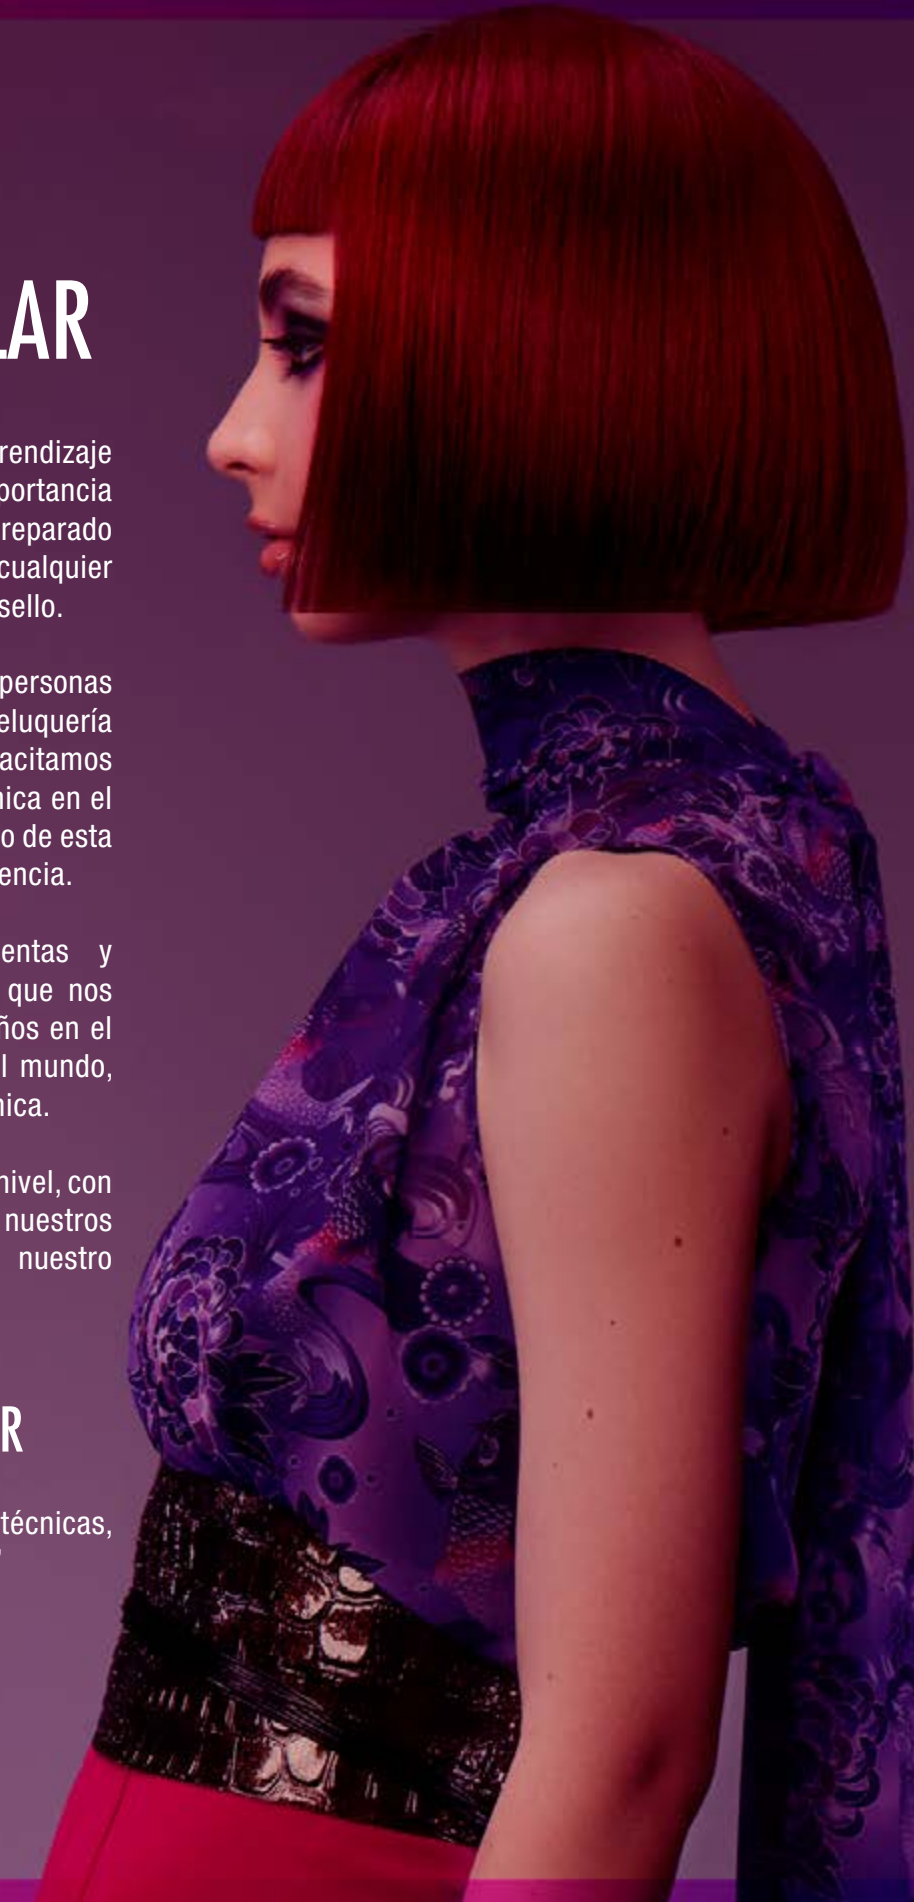 LAR
rendizaje
portancia
reparado
cualquier
sello.
personas
eluquería
acitamos
nica en el
o de esta
encia.
entas y
que nos
ños en el
l mundo,
nica.
nivel, con
nuestros
nuestro
R
técnicas,